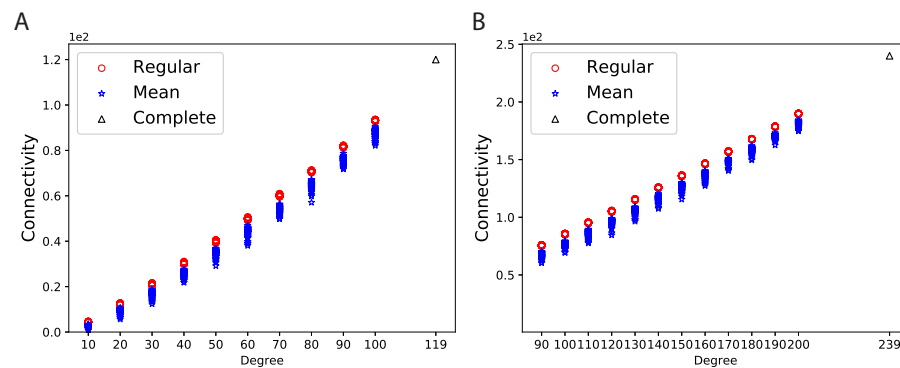 A
1e2
Regular
Mean
Complete
Connectivity
1.2
1.0
0.8
0.6
0.4
0.2
0.0
10 20 30 40 50 60 70 80 90 100 119
Degree
B
1e2
Regular
Mean
Complete
Connectivity
2.5
2.0
1.5
1.0
0.5
90 100 110 120 130 140 150 160 170 180 190 200 239
Degree